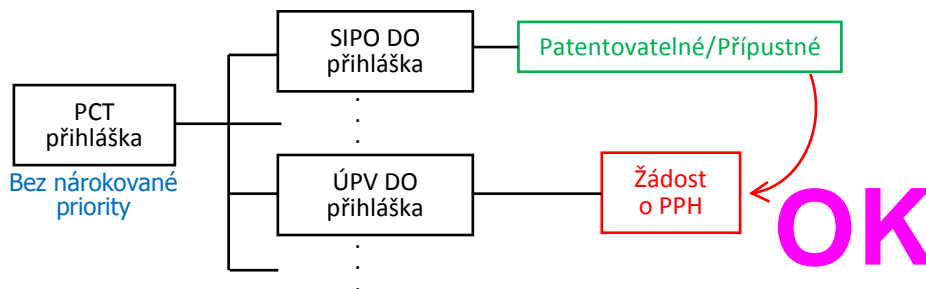 SIPO DO
přihláška
Patentovatelné/Přípustné
PCT
přihláška
Bez nárokované
priority
ÚPV DO
přihláška
Žádost
o PPH
OK